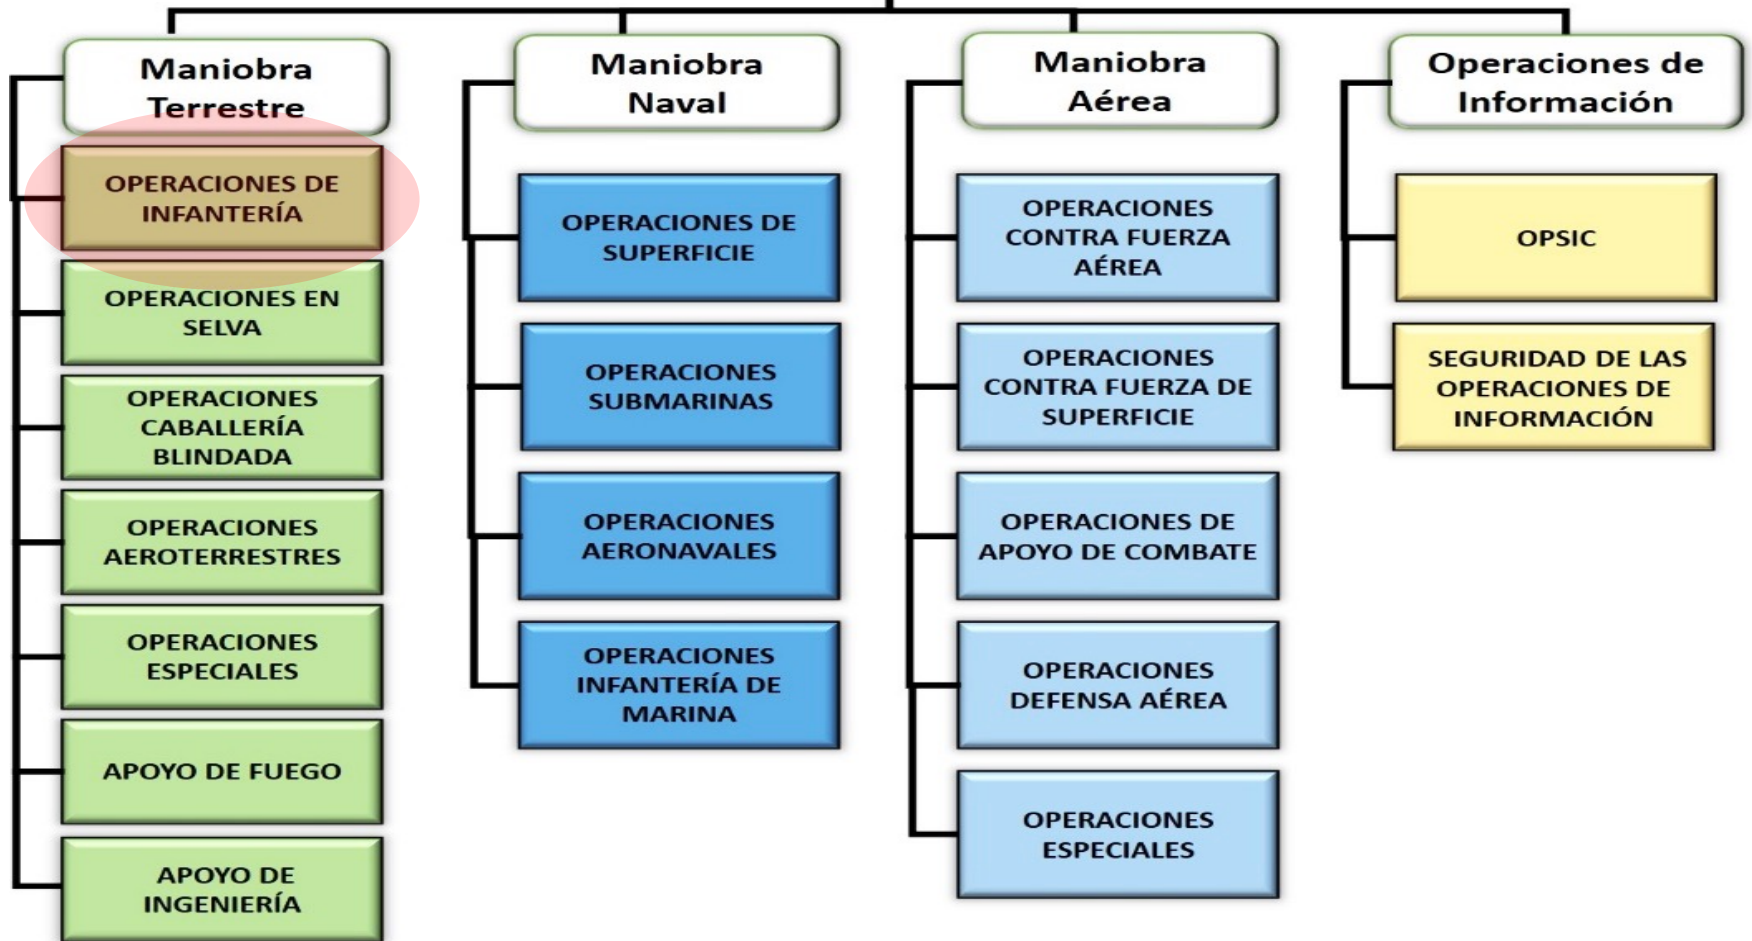 Maniobra
Terrestre
OPERACIONES DE
INFANTERÍA
OPERACIONES EN
SELVA
OPERACIONES
CABALLERÍA
BLINDADA
OPERACIONES
AEROTERRESTRES
OPERACIONES
ESPECIALES
APOYO DE FUEGO
APOYO DE
INGENIERÍA
Maniobra
Naval
OPERACIONES DE
SUPERFICIE
OPERACIONES
SUBMARINAS
OPERACIONES
AERONAVALES
OPERACIONES
INFANTERÍA DE
MARINA
Maniobra
Aérea
OPERACIONES
CONTRA FUERZA
AÉREA
OPERACIONES
CONTRA FUERZA DE
SUPERFICIE
OPERACIONES DE
APOYO DE COMBATE
OPERACIONES
DEFENSA AÉREA
OPERACIONES
ESPECIALES
Operaciones de
Información
OPSIC
SEGURIDAD DE LAS
OPERACIONES DE
INFORMACIÓN